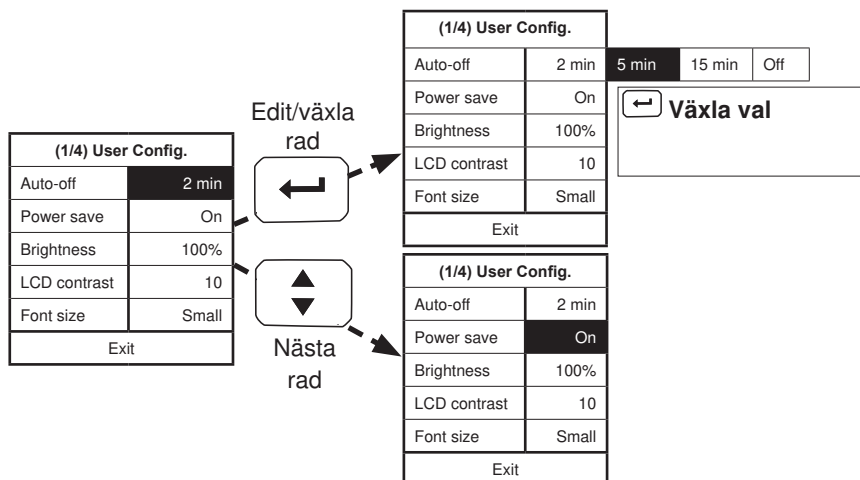 (1/4) User Config.
Auto-off 2 min
Power save On
Brightness 100%
LCD contrast 10
Font size Small
Exit
Edit/växla
rad
Nästa
rad
(1/4) User Config.
Auto-off 2 min 5 min 15 min Off
Power save On
Brightness 100%
LCD contrast 10
Font size Small
Exit
Växla val
(1/4) User Config.
Auto-off 2 min
Power save On
Brightness 100%
LCD contrast 10
Font size Small
Exit